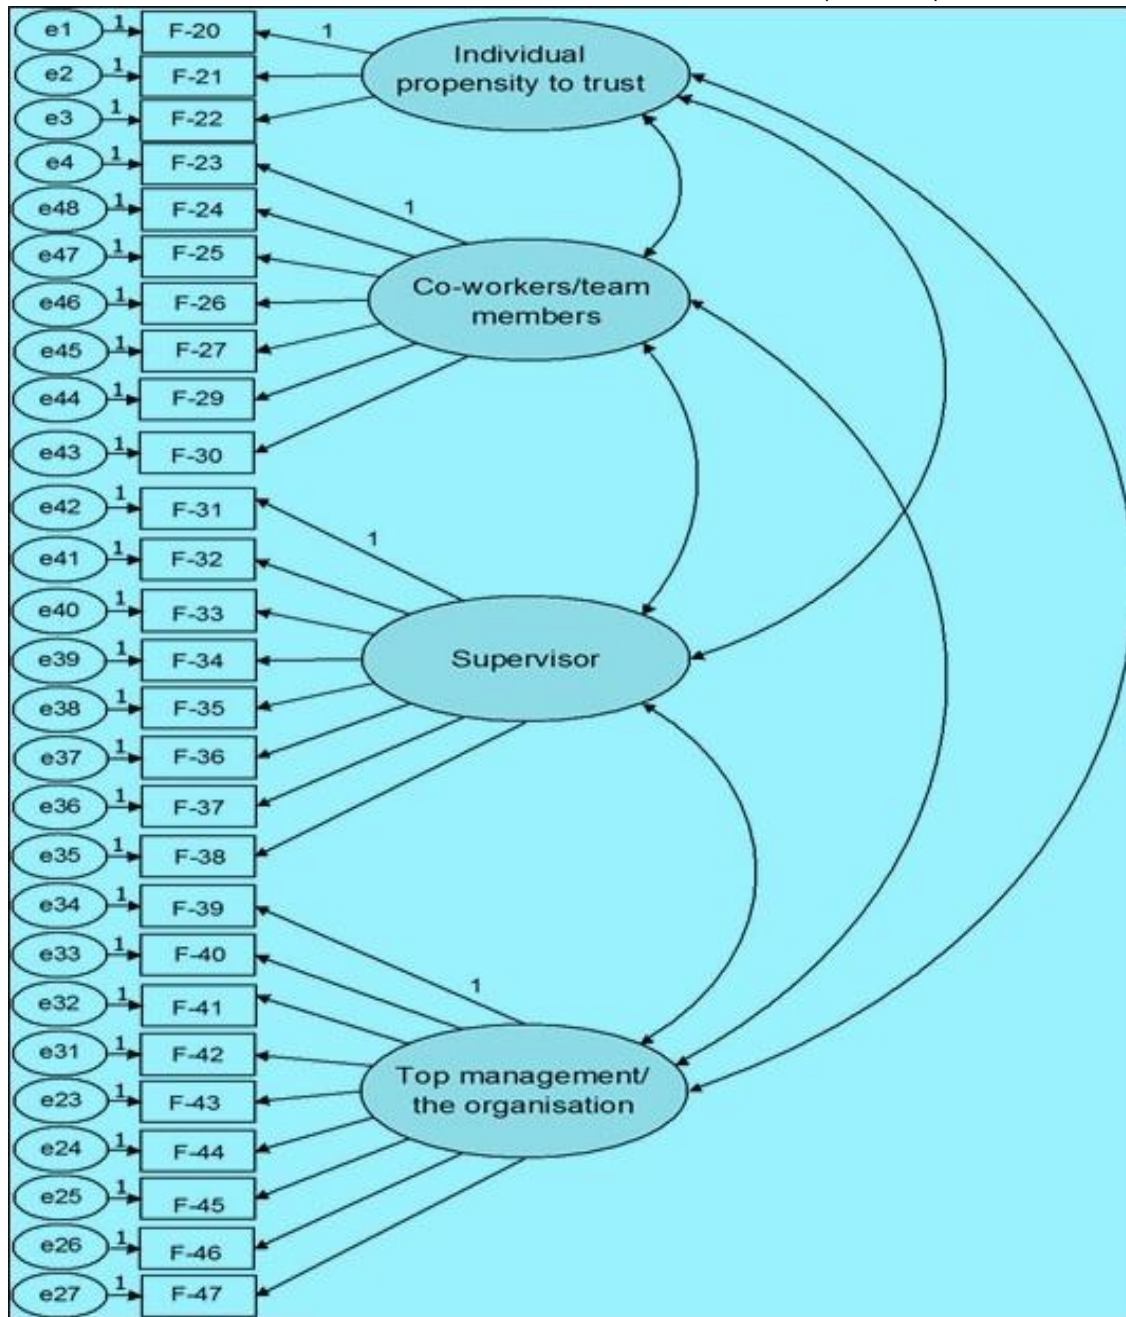 e1 1 F-20 1
Individual
propensity to trust
e2 1 F-21
e3 1 F-22
e4 1 F-23
e48 1 F-24 1
e47 1 F-25
Co-workers/team
members
e46 1 F-26
e45 1 F-27
e44 1 F-29
e43 1 F-30
e42 1 F-31
1
e41 1 F-32
e40 1 F-33
e39 1 F-34
Supervisor
e38 1 F-35
e37 1 F-36
e36 1 F-37
e35 1 F-38
e34 1 F-39
e33 1 F-40
1
e32 1 F-41
e31 1 F-42
Top management/
the organisation
e23 1 F-43
e24 1 F-44
e25 1 F-45
e26 1 F-46
e27 1 F-47